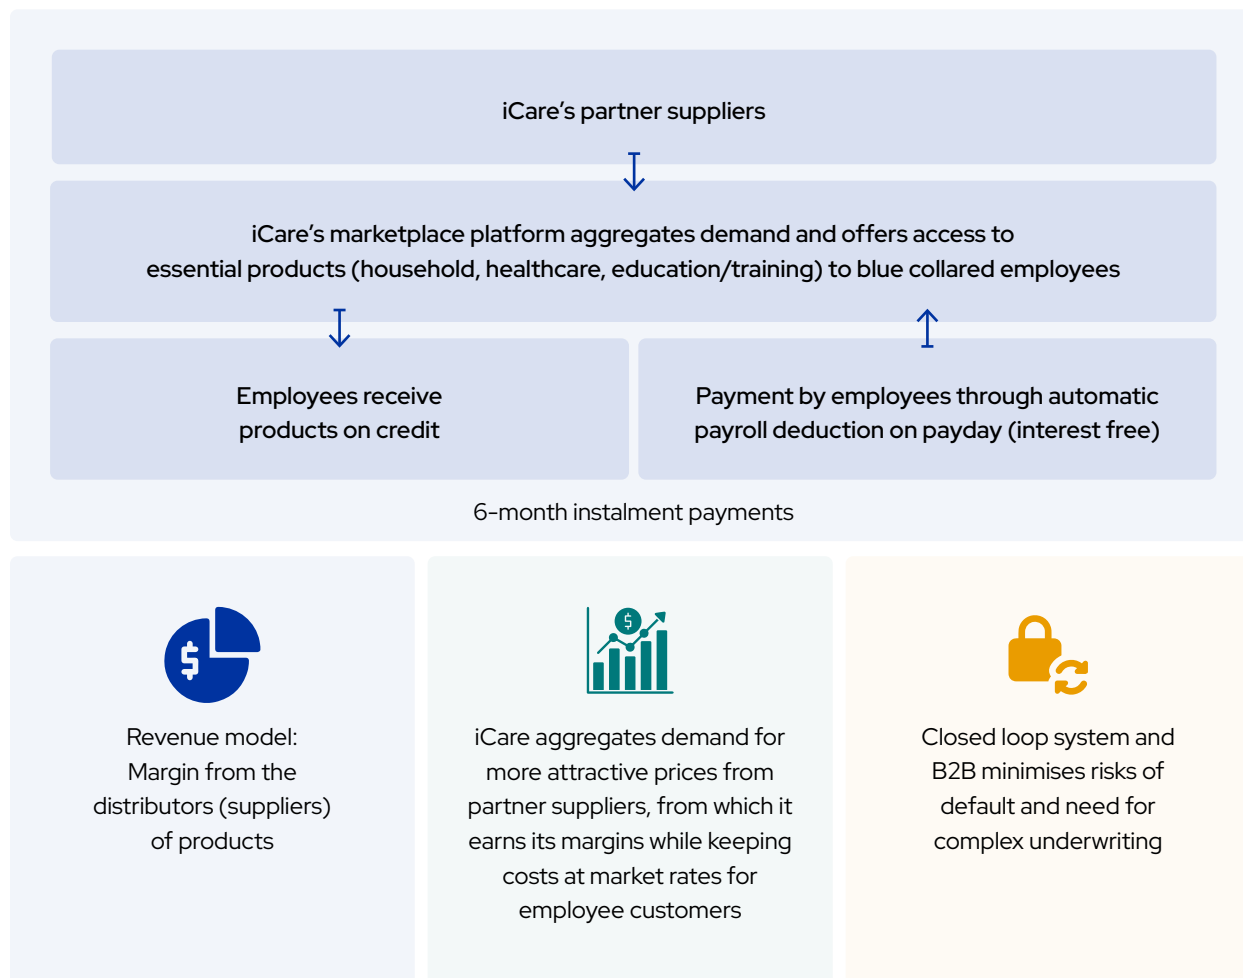 iCare’s partner suppliers
iCare’s marketplace platform aggregates demand and offers access to
essential products (household, healthcare, education/training) to blue collared employees
Employees receive
products on credit
Payment by employees through automatic
payroll deduction on payday (interest free)
6-month instalment payments
$
Revenue model:
Margin from the
distributors (suppliers)
of products
$
iCare aggregates demand for
more attractive prices from
partner suppliers, from which it
earns its margins while keeping
costs at market rates for
employee customers
Closed loop system and
B2B minimises risks of
default and need for
complex underwriting